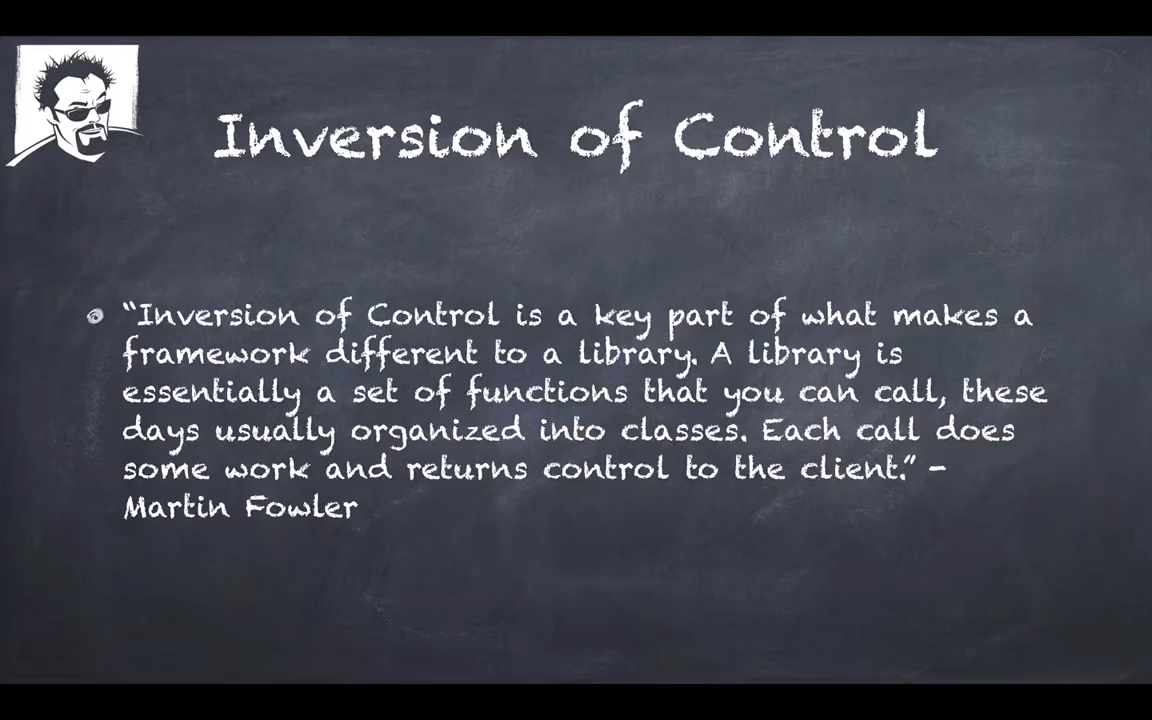 Inversion of Control
“Inversion of Control is a key part of what makes a
framework different to a library. A library is
essentially a set of functions that you can call, these
days usually organized into classes. Each call does
some work and returns control to the client.” -
Martin Fowler